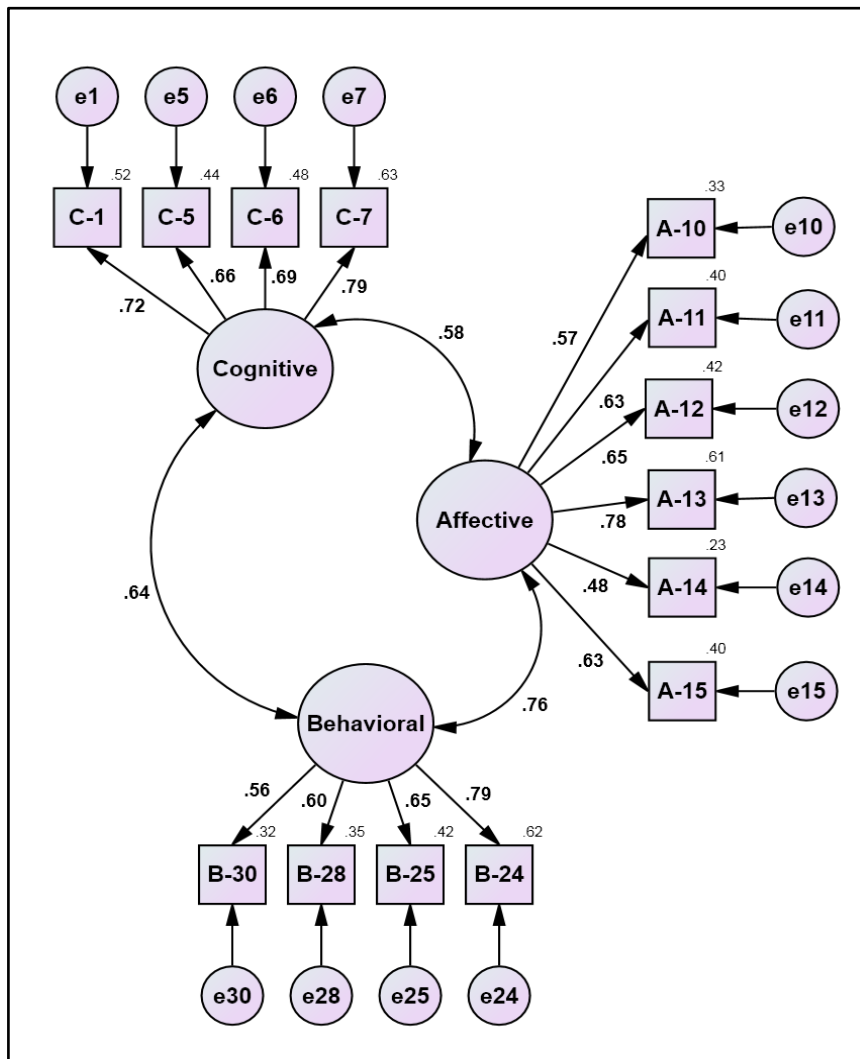 e1 e5 e6 e7
.52 .44 .48 .63
C-1 C-5 C-6 C-7
.72 .66 .69 .79
Cognitive
.58
.33
A-10 e10
.57
.40
A-11 e11
.63
.42
A-12 e12
.65
.61
A-13 e13
.78
Affective
.23
A-14 e14
.48
.40
A-15 e15
.63
.64
.76
Behavioral
.56 .60 .65 .79
.32 .35 .42 .62
B-30 B-28 B-25 B-24
e30 e28 e25 e24